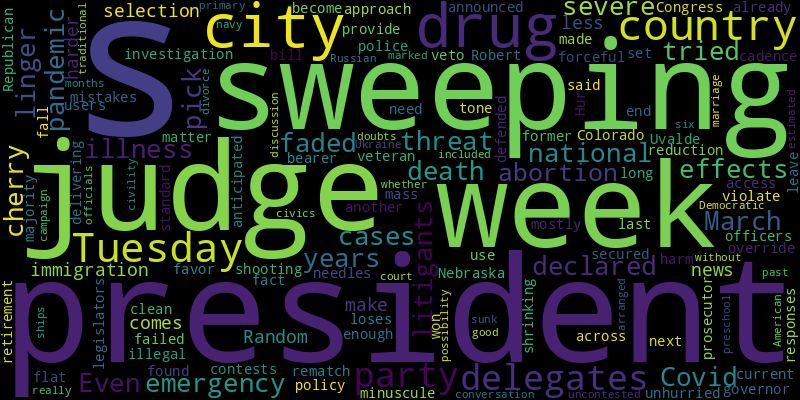 selection
city
drug
severe
Congress
already
primary
become
approach
announced
country
Republican
linger
pandemic
traditional
handler
investigation
navy
provide
police
bill
Russian
marked
veto
Robert
less
made
forceful
set
tried
cadence
S
sweeping
months
users
mistakes
pick
divorce
said
fall
matter
need
tone
end
Hur
marriage
estimated
discussion
faded
doubts
Ukraine
threat
defended
former
Colorado
Uvalde
six
judge
illness
bearer
veteran
included
national
reduction
long
effects
leave
cherry
majority
delivering
officials
civility
standard
anticipated
death
whether
mass
abortion
access
violate
Democratic
week
March
Tuesday
campaign
civics
cases
another
litigants
mostly
last
officers
override
years
use
secured
harm
news
without
immigration
favor
shooting
needles
court
Nebraska
declared
past
retirement
president
fact
make
won
possibility
shrinking
arranged
prosecutor
preschool
American
responses
ships
legislators
clean
comes
failed
illegal
Random
loses
enough
sunk
good
across
next
flat
really
Even
found
emergency
contests
rematch
policy
party
minuscule
delegates
conversation
Covid
uncontested
unhurried
current
governor